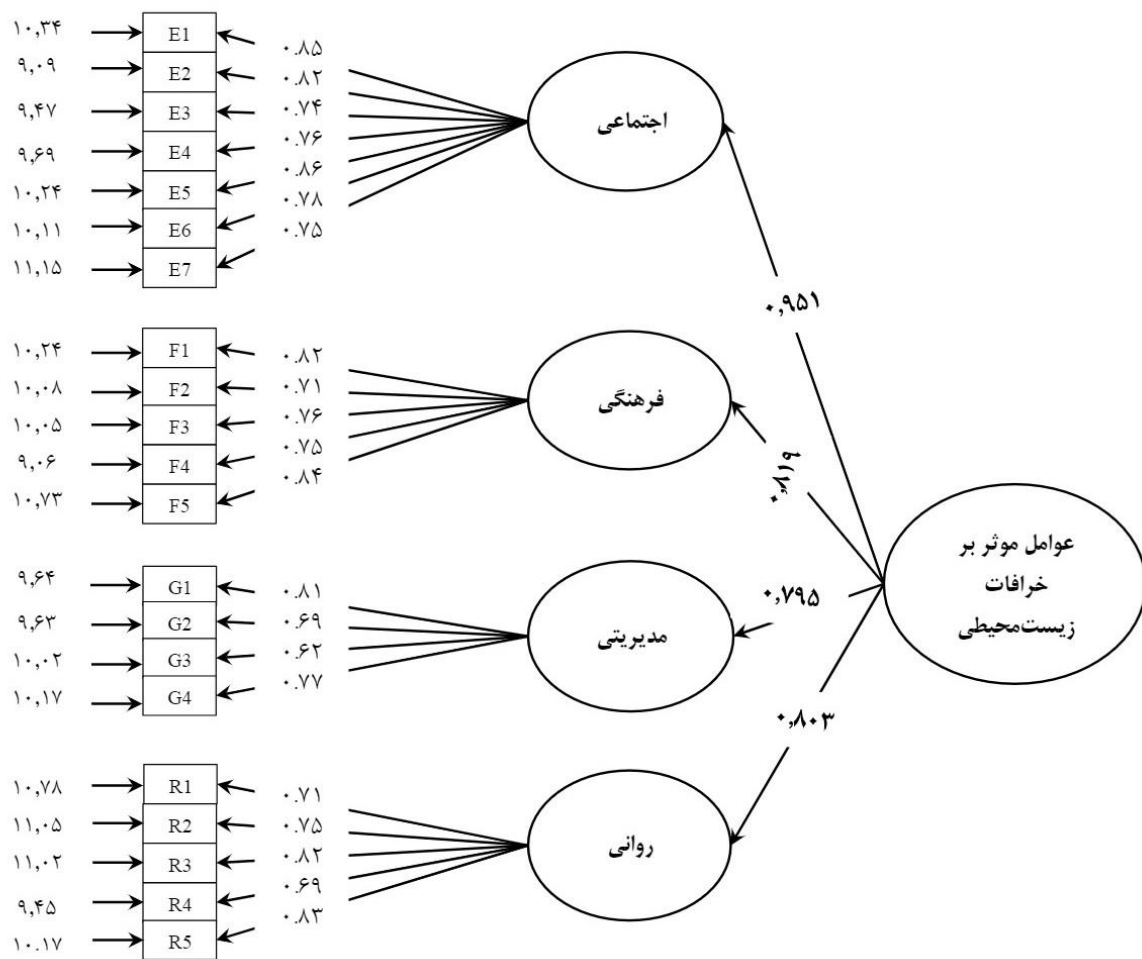 ۱۰,۳۴ E1 ۰.۸۵
۹,۰۹ E2 ۰.۸۲
۹,۴۷ E3 ۰.۷۴
۹,۶۹ E4 ۰.۷۶
۱۰,۲۴ E5 ۰.۸۶
۱۰,۱۱ E6 ۰.۷۸
۱۱,۱۵ E7 ۰.۷۵
اجتماعی
۰,۹۵۱
۱۰,۲۴ F1 ۰.۸۲
۱۰,۰۸ F2 ۰.۷۱
۱۰,۰۵ F3 ۰.۷۶
۹,۰۶ F4 ۰.۷۵
۱۰,۷۳ F5 ۰.۸۴
فرهنگی
۰,۸۱۹
عوامل موثر بر
خرافات
زیست‌محیطی
۹,۶۴ G1 ۰.۸۱
۹,۶۳ G2 ۰.۶۹
۱۰,۰۲ G3 ۰.۶۲
۱۰,۱۷ G4 ۰.۷۷
مدیریتی
۰,۷۹۵
۰,۸۰۳
۱۰,۷۸ R1 ۰.۷۱
۱۱,۰۵ R2 ۰.۷۵
۱۱,۰۲ R3 ۰.۸۲
۹,۴۵ R4 ۰.۶۹
۱۰.۱۷ R5 ۰.۸۳
روانی